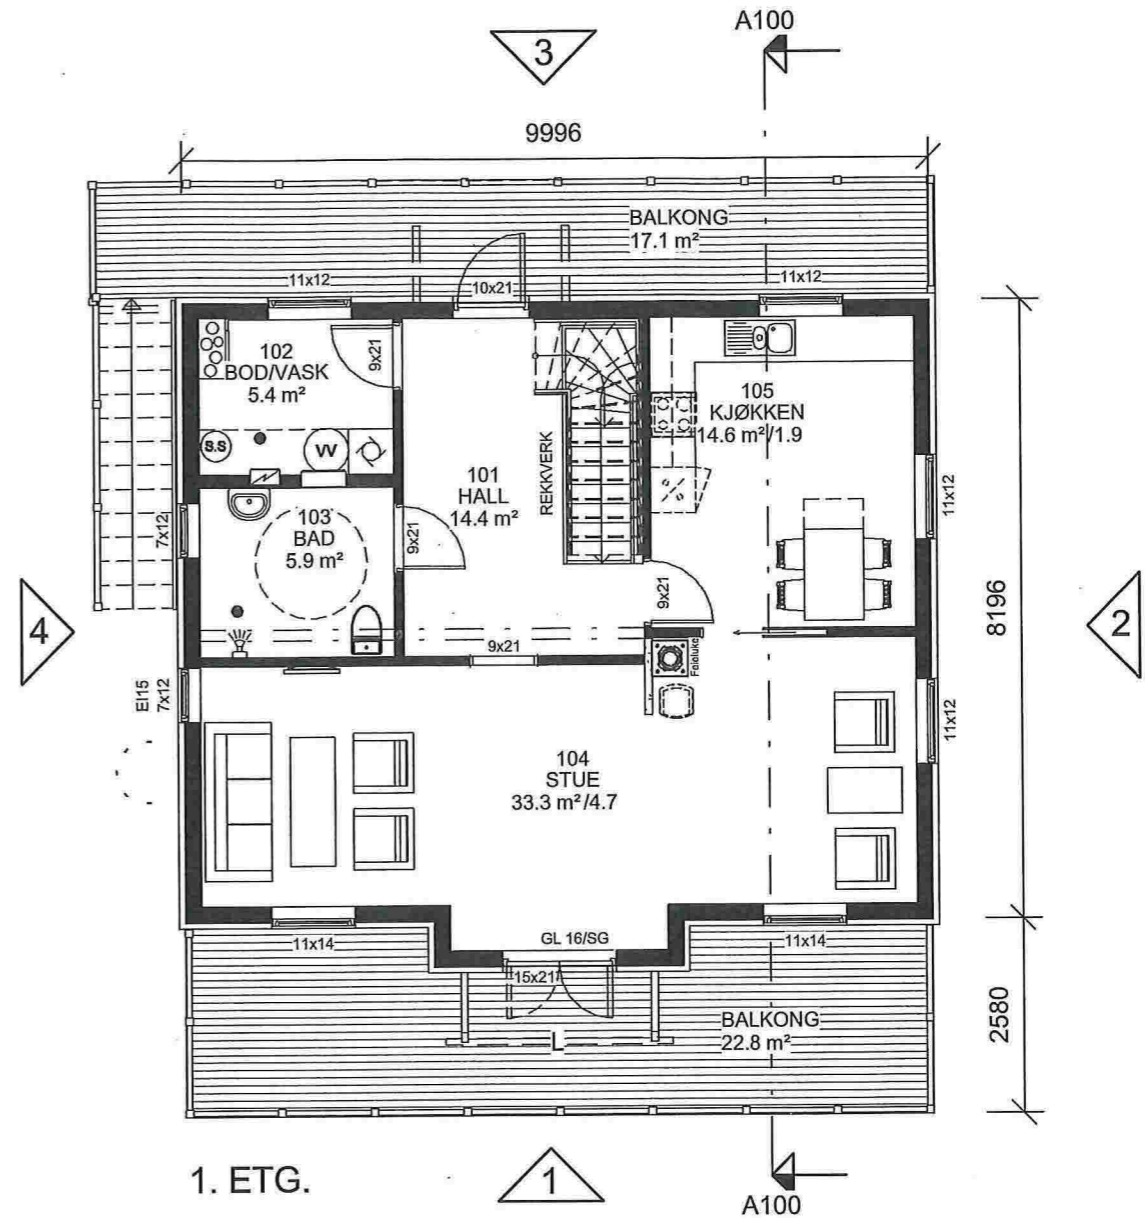 A100
3
9996
BALKONG
17.1 m²
11x12
10x21
11x12
102
BOD/VASK
5.4 m²
9x21
105
KJØKKEN
14.6 m²/1.9
S.S
VV
101
HALL
14.4 m²
REKKVERK
11x12
7x12
103
BAD
5.9 m²
9x21
9x21
8196
4
2
9x21
Feieluke
EI15
7x12
11x12
104
STUE
33.3 m²/4.7
11x14
GL 16/SG
11x14
15x21
BALKONG
22.8 m²
L
2580
1. ETG.
1
A100